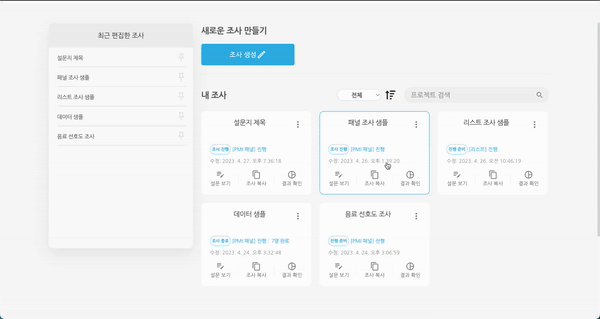 최근 편집한 조사
설문지 제목
패널 조사 샘플
리스트 조사 샘플
데이터 샘플
음료 선호도 조사
새로운 조사 만들기
조사 생성
내 조사
전체
프로젝트 검색
설문지 제목
조사 진행 [PMI 패널] 진행
수정: 2023. 4. 27. 오후 7:36:18
설문 보기 조사 복사 결과 확인
패널 조사 샘플
조사 진행 [PMI 패널] 진행
수정: 2023. 4. 26. 오후
설문 보기 조사 복사 결과 확인
리스트 조사 샘플
진행 준비 [리스트] 진행
수정: 2023. 4. 26. 오전 10:46:19
설문 보기 조사 복사 결과 확인
데이터 샘플
조사 종료 [PMI 패널] 진행 : 7명 완료
수정: 2023. 4. 24. 오후 3:32:48
설문 보기 조사 복사 결과 확인
음료 선호도 조사
진행 준비 [PMI 패널] 진행
수정: 2023. 4. 24. 오후 3:06:59
설문 보기 조사 복사 결과 확인